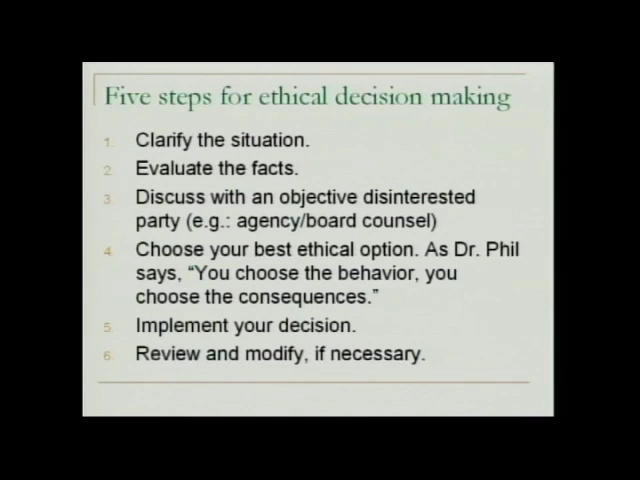 Five steps for ethical decision making
1. Clarify the situation.
2. Evaluate the facts.
3. Discuss with an objective disinterested
party (e.g.: agency/board counsel)
4. Choose your best ethical option. As Dr. Phil
says, “You choose the behavior, you
choose the consequences.”
5. Implement your decision.
6. Review and modify, if necessary.